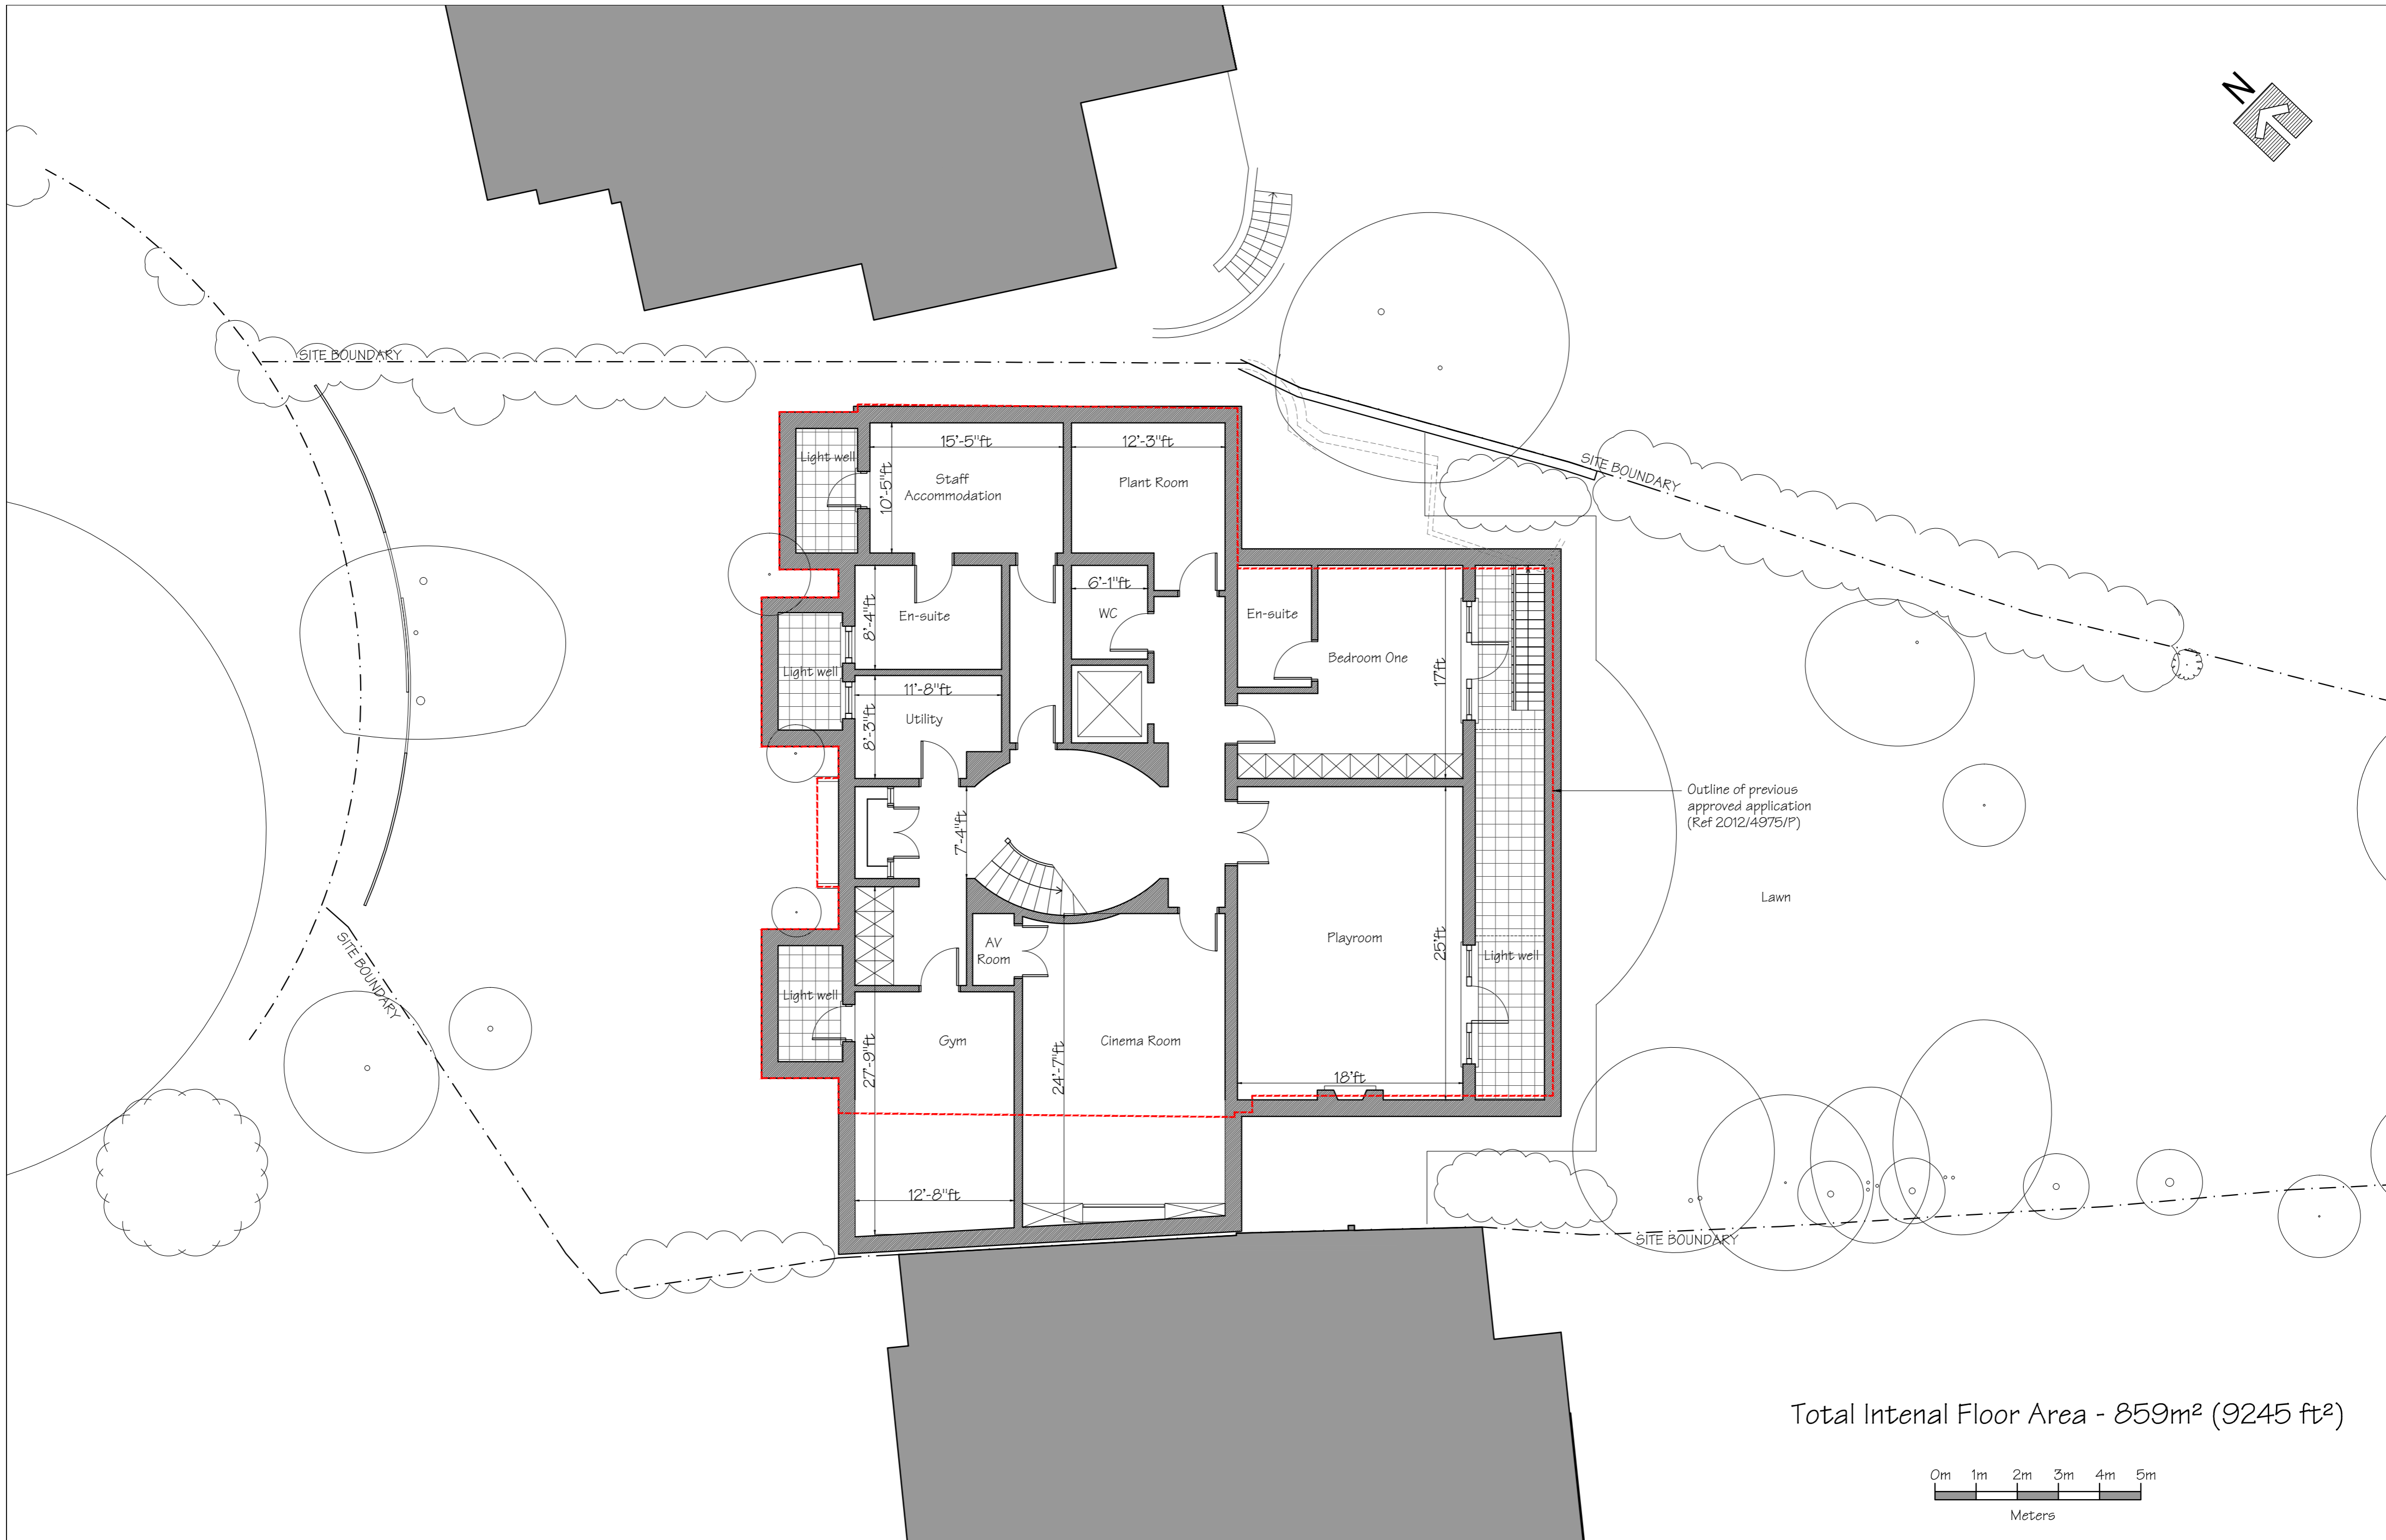 N
SITE BOUNDARY
SITE BOUNDARY
15'-5"ft
12'-3"ft
Light well
10'-5"ft
Staff
Accommodation
Plant Room
6'-1"ft
WC
8'-4"ft
En-suite
En-suite
Bedroom One
17'ft
Light well
11'-8"ft
8'-3"ft
Utility
7'-4"ft
Outline of previous
approved application
(Ref 2012/4975/P)
Lawn
SITE BOUNDARY
AV
Room
Playroom
25'ft
Light well
Light well
27'-9"ft
Gym
24'-7"ft
Cinema Room
18'ft
12'-8"ft
SITE BOUNDARY
Total Intenal Floor Area - 859m² (9245 ft²)
0m 1m 2m 3m 4m 5m
Meters